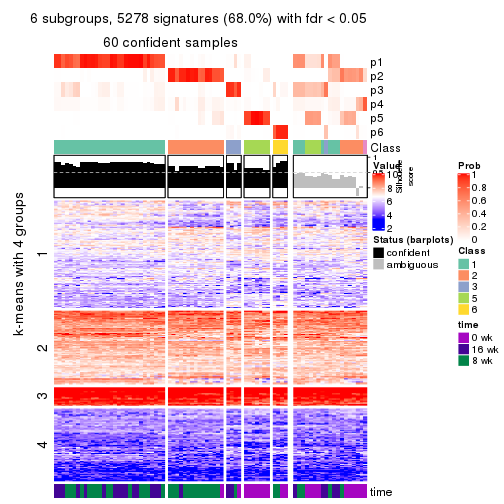 6 subgroups, 5278 signatures (68.0%) with fdr < 0.05
60 confident samples
p1
p2
p3
p4
p5
p6
Class
1
Silhouette
score
k-means with 4 groups
1
2
3
4
time
Value
10
8
6
4
2
Status (barplots)
confident
ambiguous
Prob
1
0.8
0.6
0.4
0.2
0
Class
1
2
3
4
5
6
time
0 wk
16 wk
8 wk